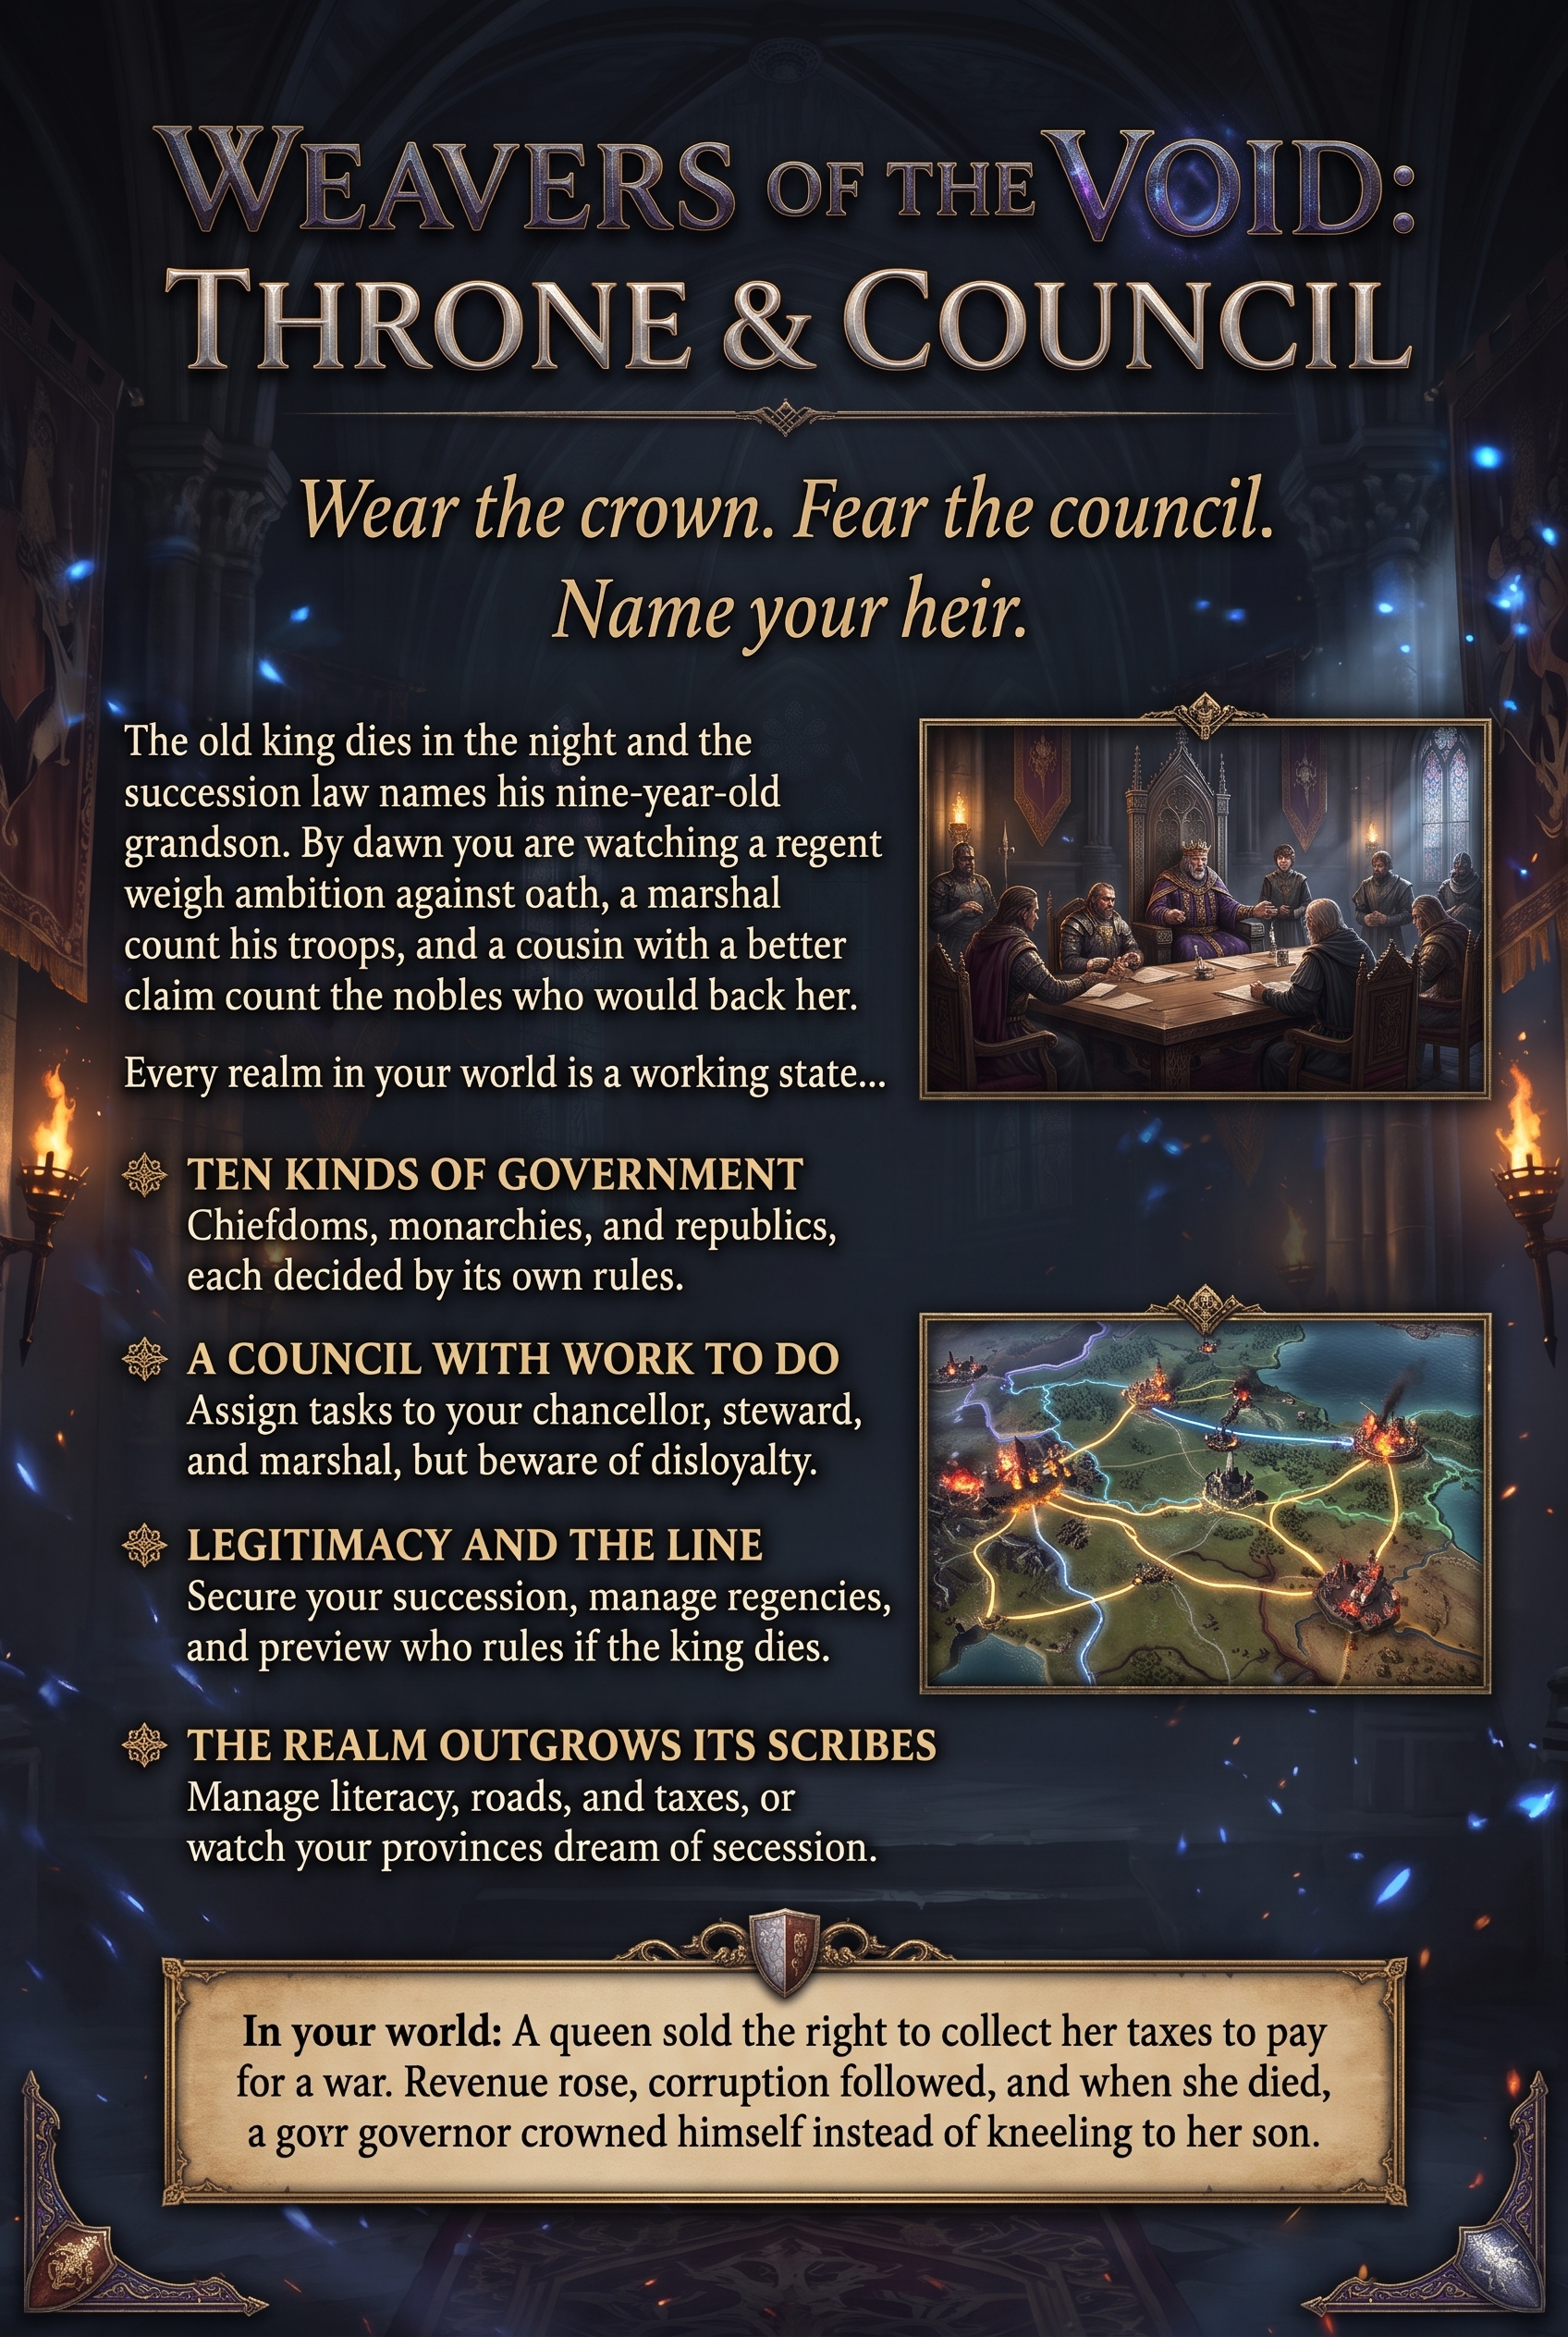 WEAVERS OF THE VOID:
THRONE & COUNCIL
Wear the crown. Fear the council.
Name your heir.
The old king dies in the night and the
succession law names his nine-year-old
grandson. By dawn you are watching a regent
weigh ambition against oath, a marshal
count his troops, and a cousin with a better
claim count the nobles who would back her.
Every realm in your world is a working state...
TEN KINDS OF GOVERNMENT
Chiefdoms, monarchies, and republics,
each decided by its own rules.
A COUNCIL WITH WORK TO DO
Assign tasks to your chancellor, steward,
and marshal, but beware of disloyalty.
LEGITIMACY AND THE LINE
Secure your succession, manage regencies,
and preview who rules if the king dies.
THE REALM OUTGROWS ITS SCRIBES
Manage literacy, roads, and taxes, or
watch your provinces dream of secession.
In your world: A queen sold the right to collect her taxes to pay
for a war. Revenue rose, corruption followed, and when she died,
a govr governor crowned himself instead of kneeling to her son.